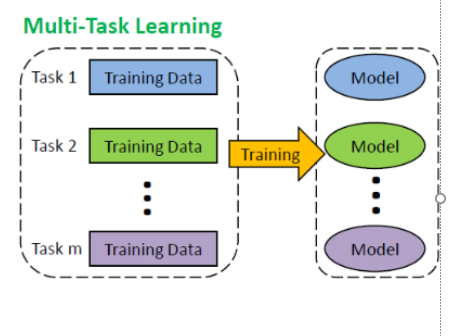 Multi-Task Learning
Task 1 Training Data Model
Task 2 Training Data Training Model
Task m Training Data Model